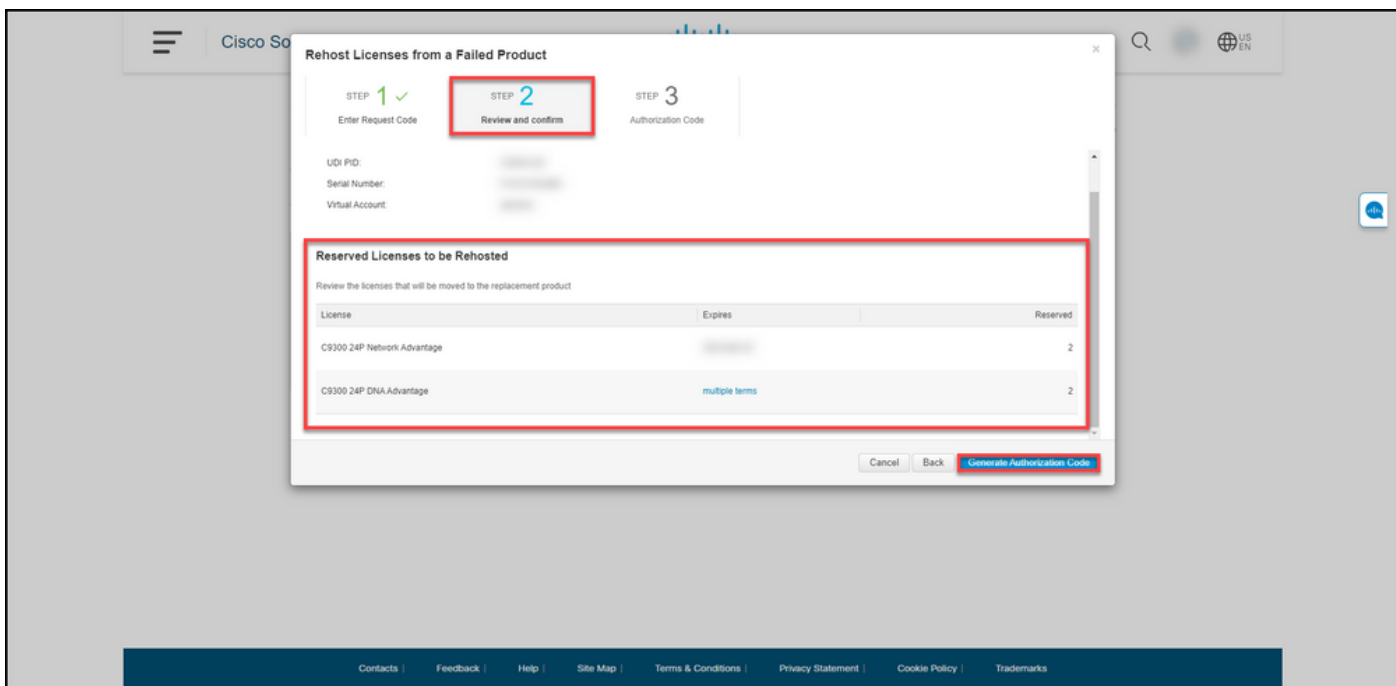 Cisco So
US
EN
Rehost Licenses from a Failed Product
×
STEP 1 ✓
Enter Request Code
STEP 2
Review and confirm
STEP 3
Authorization Code
UDI PID:
Serial Number:
Virtual Account:
Reserved Licenses to be Rehosted
Review the licenses that will be moved to the replacement product
License Expires Reserved
C9300 24P Network Advantage 2
C9300 24P DNA Advantage multiple terms 2
Cancel Back Generate Authorization Code
Contacts | Feedback | Help | Site Map | Terms & Conditions | Privacy Statement | Cookie Policy | Trademarks